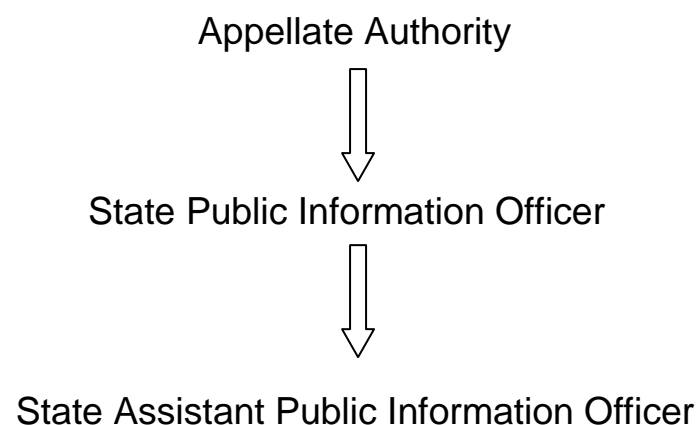 Appellate Authority
State Public Information Officer
State Assistant Public Information Officer